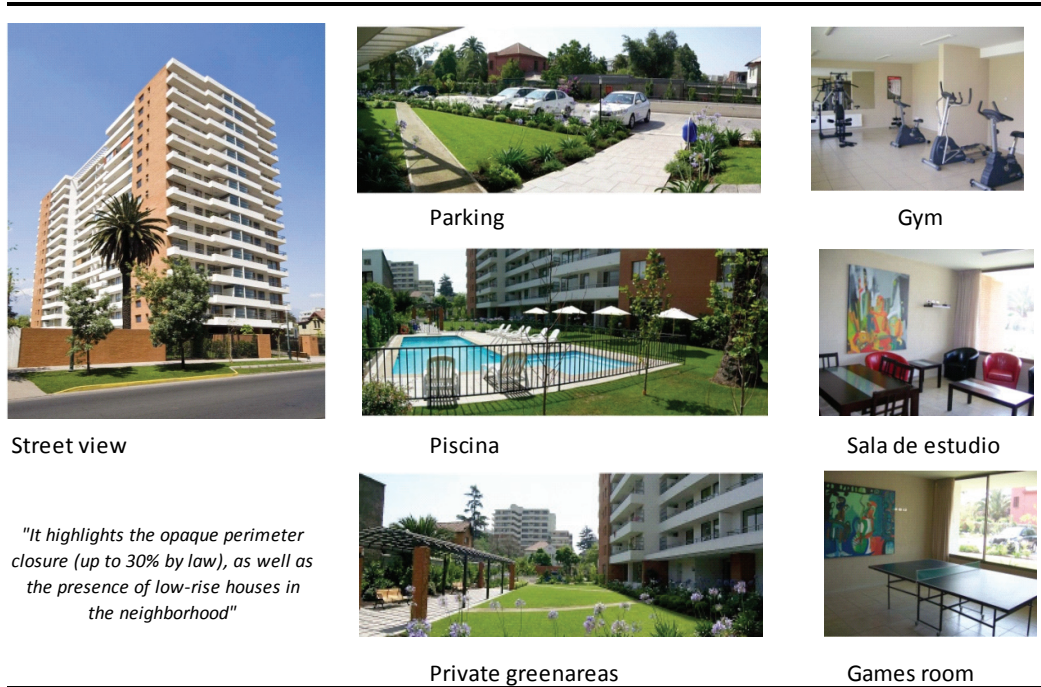 Parking
Gym
Street view
Piscina
Sala de estudio
"It highlights the opaque perimeter
closure (up to 30% by law), as well as
the presence of low-rise houses in
the neighborhood"
Private greenareas
Games room